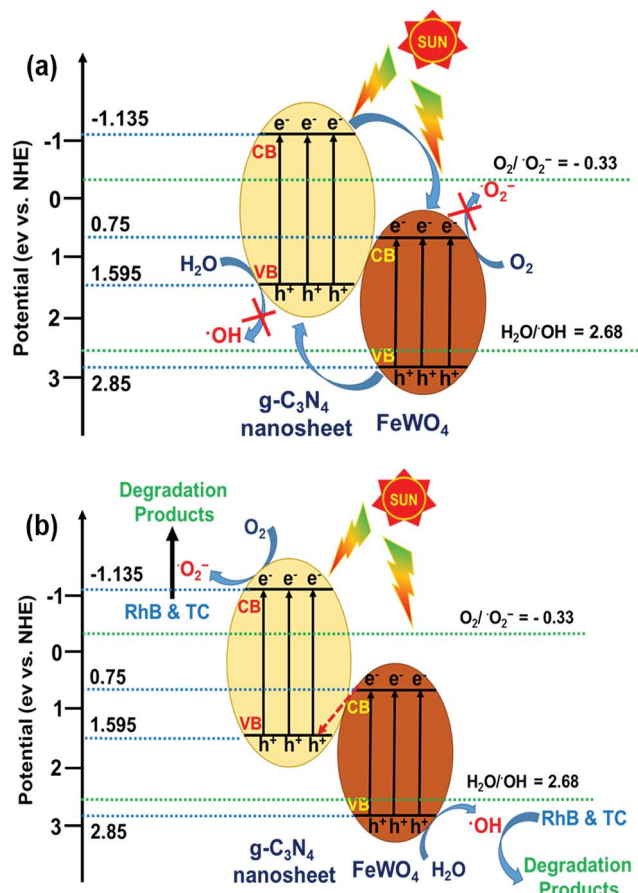 (a)
SUN
Potential (ev vs. NHE)
-1.135
-1
0
0.75
1
1.595
2
3
2.85
e⁻ e⁻ e⁻
CB
VB
h⁺ h⁺ h⁺
O₂/ ·O₂⁻ = - 0.33
·O₂⁻
e⁻ e⁻ e⁻
CB
O₂
H₂O
·OH
H₂O/·OH = 2.68
VB
h⁺ h⁺ h⁺
g-C₃N₄
nanosheet
FeWO₄
(b)
SUN
Degradation
Products
O₂
·O₂⁻
RhB & TC
Potential (ev vs. NHE)
-1.135
-1
0
0.75
1
1.595
2
3
2.85
e⁻ e⁻ e⁻
CB
VB
h⁺ h⁺ h⁺
O₂/ ·O₂⁻ = - 0.33
e⁻ e⁻ e⁻
CB
H₂O/·OH = 2.68
VB
h⁺ h⁺ h⁺
·OH
RhB & TC
g-C₃N₄
nanosheet
FeWO₄
H₂O
Degradation
Products